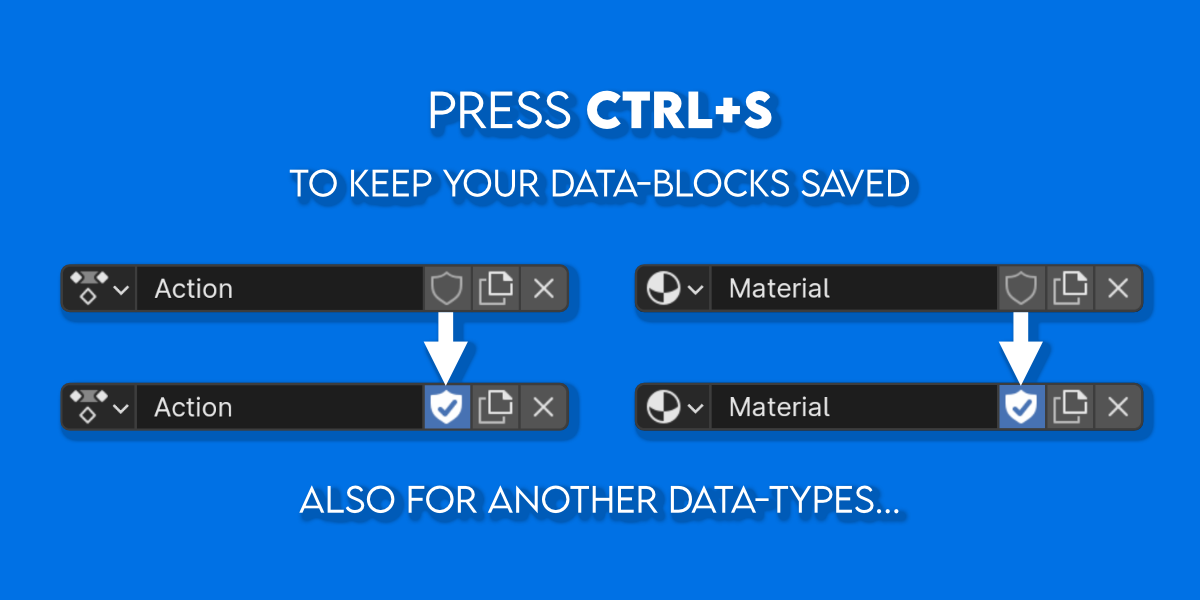 PRESS CTRL+S
TO KEEP YOUR DATA-BLOCKS SAVED
Action
Material
Action
Material
ALSO FOR ANOTHER DATA-TYPES...